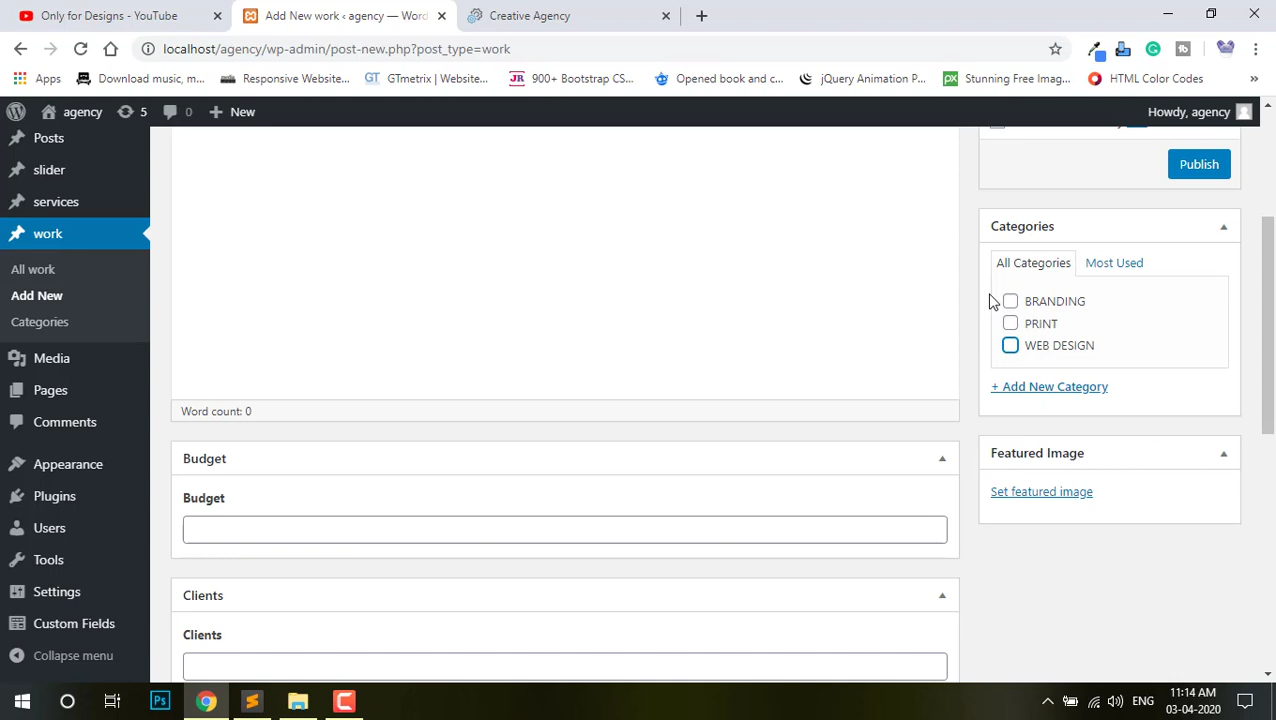 Only for Designs - YouTube
Add New work ‹ agency — Word
Creative Agency
localhost/agency/wp-admin/post-new.php?post_type=work
Apps
Download music, m...
Responsive Website...
GTmetrix | Website...
900+ Bootstrap CS...
Opened book and c...
jQuery Animation P...
Stunning Free Imag...
HTML Color Codes
agency
5
0
New
Howdy, agency
Posts
slider
services
work
All work
Add New
Categories
Media
Pages
Comments
Appearance
Plugins
Users
Tools
Settings
Custom Fields
Collapse menu
Word count: 0
Budget
Budget
Clients
Clients
Publish
Categories
All Categories
Most Used
BRANDING
PRINT
WEB DESIGN
+ Add New Category
Featured Image
Set featured image
Ps
ENG
11:14 AM
03-04-2020